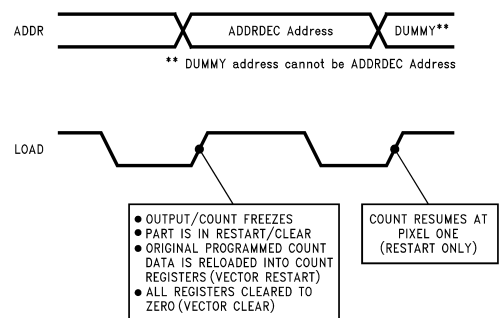 ADDR
ADDRDEC Address
DUMMY**
** DUMMY address cannot be ADDRDEC Address
LOAD
● OUTPUT/COUNT FREEZES
● PART IS IN RESTART/CLEAR
● ORIGINAL PROGRAMMED COUNT
DATA IS RELOADED INTO COUNT
REGISTERS (VECTOR RESTART)
● ALL REGISTERS CLEARED TO
ZERO (VECTOR CLEAR)
COUNT RESUMES AT
PIXEL ONE
(RESTART ONLY)